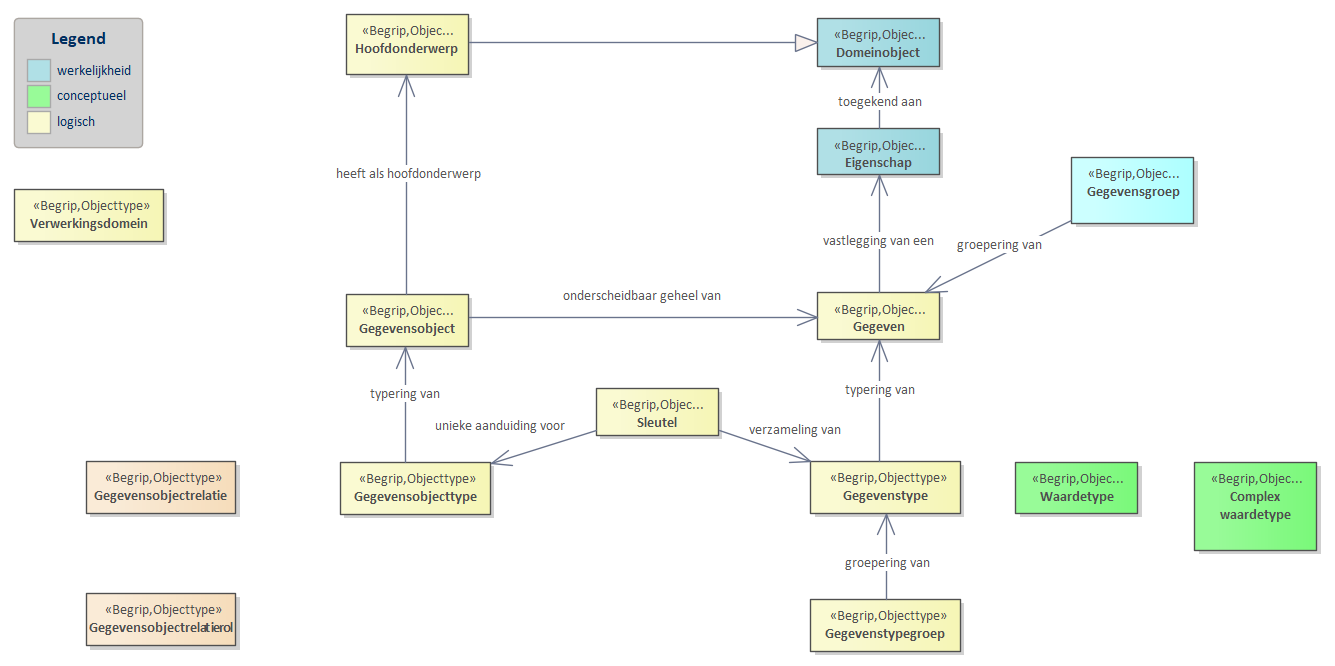 Legend
werkelijkheid
conceptueel
logisch
«Begrip,Objec...
Hoofdonderwerp
«Begrip,Objec...
Domeinobject
toegekend aan
«Begrip,Objec...
Eigenschap
heeft als hoofdonderwerp
«Begrip,Objec...
Gegevensgroep
«Begrip,Objecttype»
Verwerkingsdomein
vastlegging van een
groepering van
onderscheidbaar geheel van
«Begrip,Objec...
Gegevensobject
«Begrip,Objec...
Gegeven
typering van
typering van
«Begrip,Objec...
Sleutel
unieke aanduiding voor
verzameling van
«Begrip,Objecttype»
Gegevensobjectrelatie
«Begrip,Objecttype»
Gegevensobjecttype
«Begrip,Objecttype»
Gegevenstype
«Begrip,Objec...
Waardetype
«Begrip,Objec...
Complex
waardetype
groepering van
«Begrip,Objecttype»
Gegevensobjectrelatierol
«Begrip,Objecttype»
Gegevenstypegroep